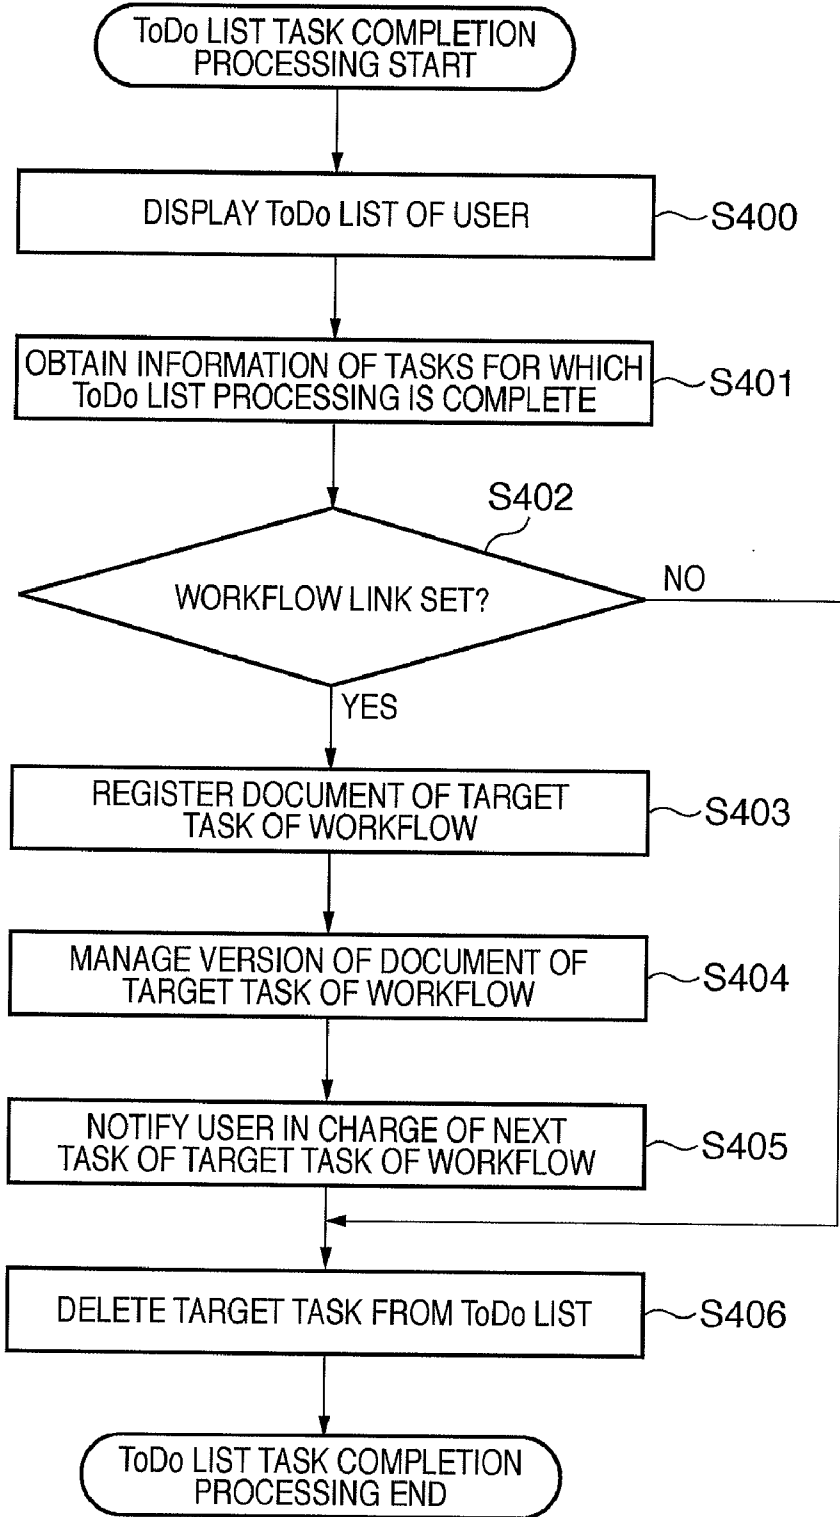 ToDo LIST TASK COMPLETION
PROCESSING START
DISPLAY ToDo LIST OF USER
S400
OBTAIN INFORMATION OF TASKS FOR WHICH
ToDo LIST PROCESSING IS COMPLETE
S401
S402
WORKFLOW LINK SET?
NO
YES
REGISTER DOCUMENT OF TARGET
TASK OF WORKFLOW
S403
MANAGE VERSION OF DOCUMENT OF
TARGET TASK OF WORKFLOW
S404
NOTIFY USER IN CHARGE OF NEXT
TASK OF TARGET TASK OF WORKFLOW
S405
DELETE TARGET TASK FROM ToDo LIST
S406
ToDo LIST TASK COMPLETION
PROCESSING END